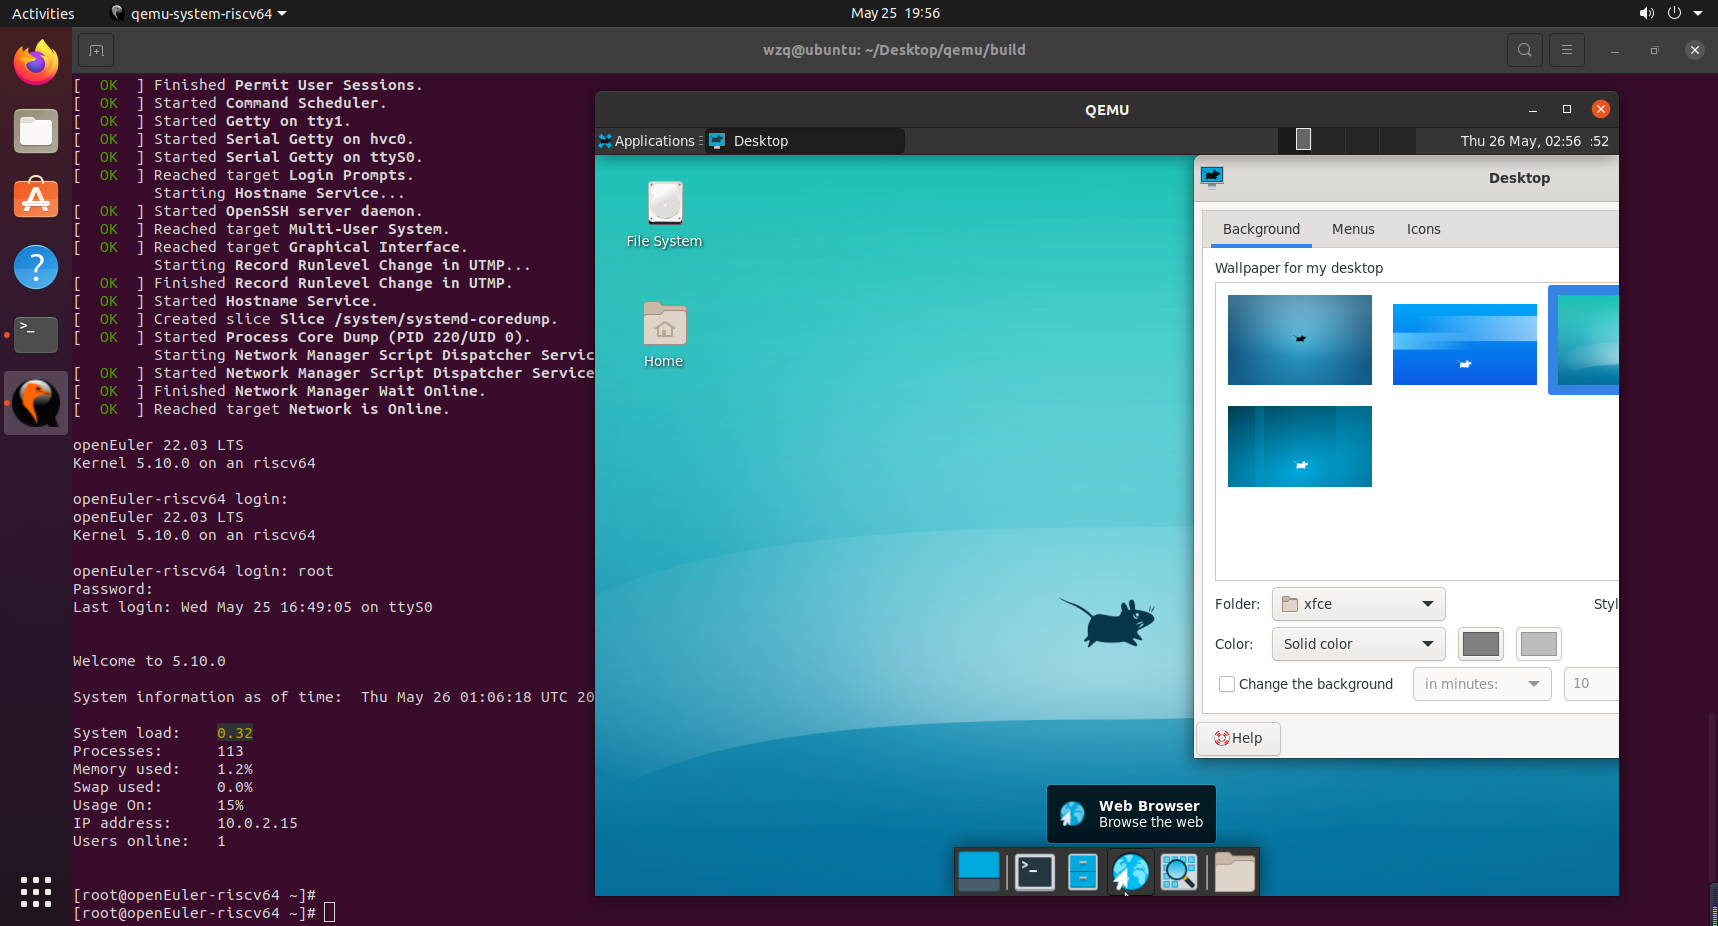 Activities
qemu-system-riscv64
May 25 19:56
wzq@ubuntu: ~/Desktop/qemu/build
[ OK ] Finished Permit User Sessions.
[ OK ] Started Command Scheduler.
[ OK ] Started Getty on tty1.
[ OK ] Started Serial Getty on hvc0.
[ OK ] Started Serial Getty on ttyS0.
[ OK ] Reached target Login Prompts.
Starting Hostname Service...
[ OK ] Started OpenSSH server daemon.
[ OK ] Reached target Multi-User System.
[ OK ] Reached target Graphical Interface.
Starting Record Runlevel Change in UTMP...
[ OK ] Finished Record Runlevel Change in UTMP.
[ OK ] Started Hostname Service.
[ OK ] Created slice Slice /system/systemd-coredump.
[ OK ] Started Process Core Dump (PID 220/UID 0).
Starting Network Manager Script Dispatcher Servic
[ OK ] Started Network Manager Script Dispatcher Service
[ OK ] Finished Network Manager Wait Online.
[ OK ] Reached target Network is Online.
openEuler 22.03 LTS
Kernel 5.10.0 on an riscv64
openEuler-riscv64 login:
openEuler 22.03 LTS
Kernel 5.10.0 on an riscv64
openEuler-riscv64 login: root
Password:
Last login: Wed May 25 16:49:05 on ttyS0
Welcome to 5.10.0
System information as of time: Thu May 26 01:06:18 UTC 20
System load: 0.32
Processes: 113
Memory used: 1.2%
Swap used: 0.0%
Usage On: 15%
IP address: 10.0.2.15
Users online: 1
[root@openEuler-riscv64 ~]#
[root@openEuler-riscv64 ~]#
QEMU
Applications
Desktop
Thu 26 May, 02:56 :52
File System
Home
Desktop
Background
Menus
Icons
Wallpaper for my desktop
Folder: xfce
Styl
Color: Solid color
Change the background
in minutes:
10
Help
Web Browser
Browse the web